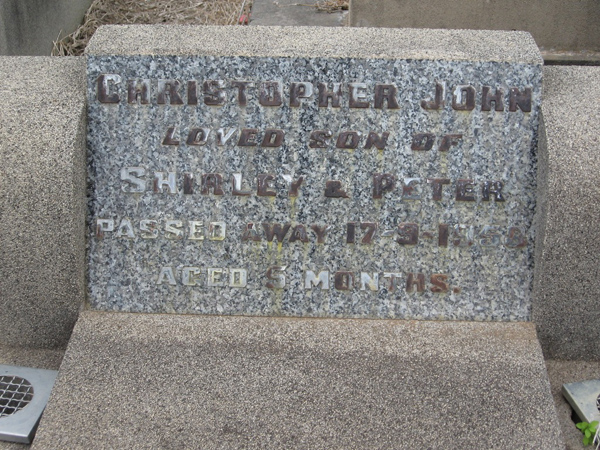 CHRISTOPHER JOHN
LOVED SON OF
SHIRLEY & PETER
PASSED AWAY
AGED 5 MONTHS.